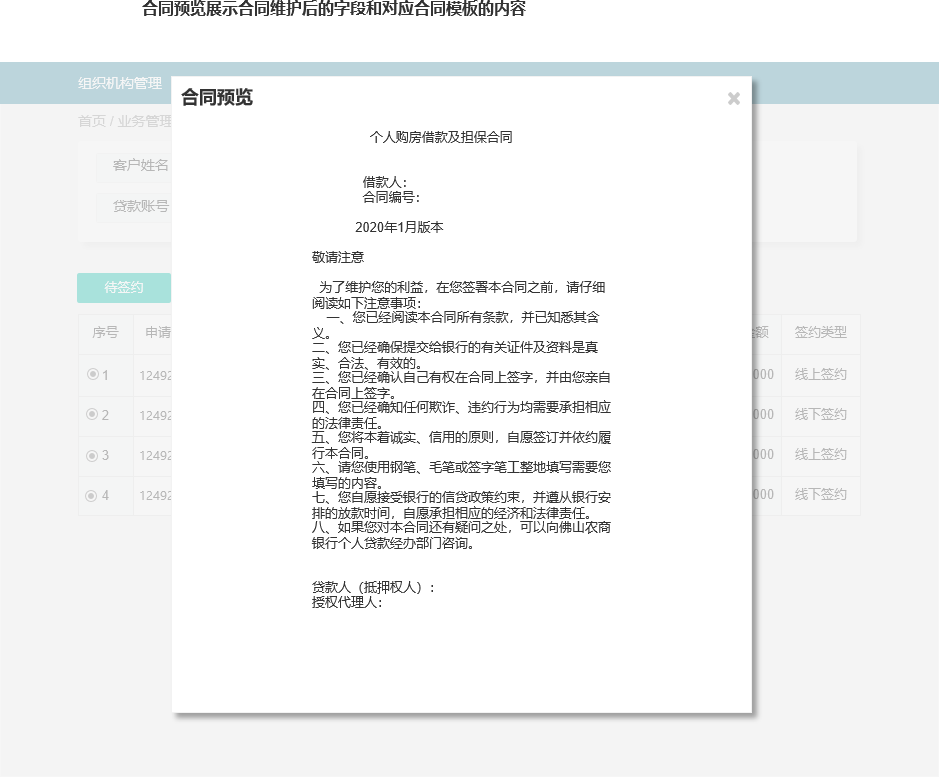 合同预览展示合同维护后的字段和对应合同模板的内容
组织机构管理
合同预览
首页 / 业务管理
个人购房借款及担保合同
客户姓名
借款人：
合同编号：
贷款账号
2020年1月版本
敬请注意
待签约
为了维护您的利益，在您签署本合同之前，请仔细
阅读如下注意事项：
一、您已经阅读本合同所有条款，并已知悉其含
义。
二、您已经确保提交给银行的有关证件及资料是真
实、合法、有效的。
三、您已经确认自己有权在合同上签字，并由您亲自
在合同上签字。
四、您已经确知任何欺诈、违约行为均需要承担相应
的法律责任。
五、您将本着诚实、信用的原则，自愿签订并依约履
行本合同。
六、请您使用钢笔、毛笔或签字笔工整地填写需要您
填写的内容。
七、您自愿接受银行的信贷政策约束，并遵从银行安
排的放款时间，自愿承担相应的经济和法律责任。
八、如果您对本合同还有疑问之处，可以向佛山农商
银行个人贷款经办部门咨询。
贷款人（抵押权人）：
授权代理人：
序号 申请 额 签约类型
1 12492 000 线上签约
2 12492 000 线下签约
3 12492 000 线上签约
4 12492 000 线下签约